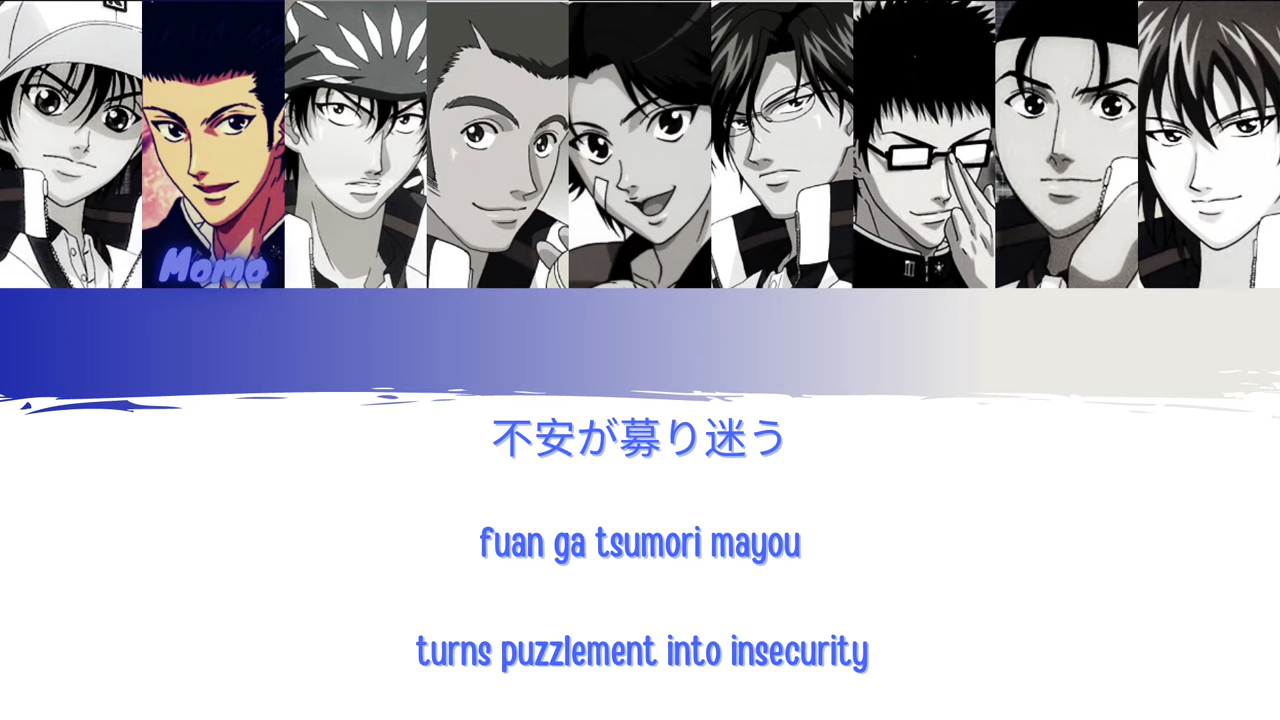 Momo
不安が募り迷う
fuan ga tsumori mayou
turns puzzlement into insecurity